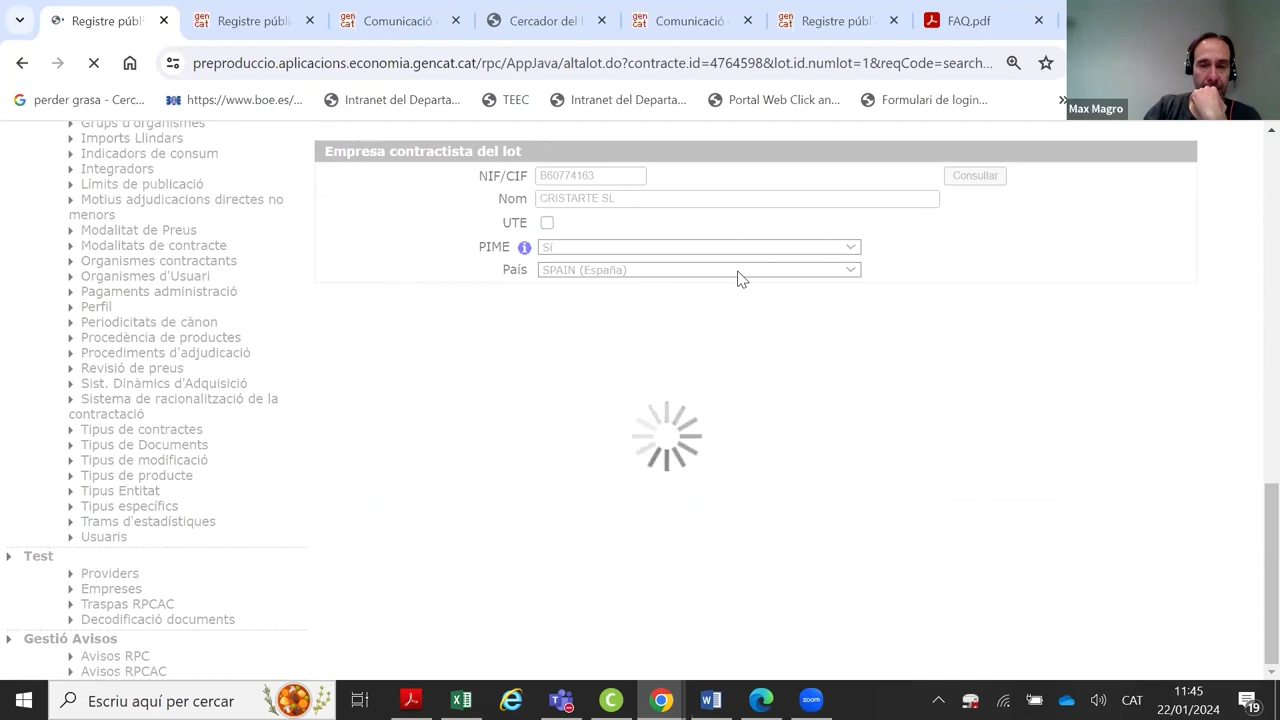 Registre públ
Registre públ
Comunicació
Cercador del
Comunicació
Registre públ
FAQ.pdf
preproduccio.aplicacions.economia.gencat.cat/rpc/AppJava/altalot.do?contracte.id=4764598&lot.id.numlot=1&reqCode=search...
perder grasa - Cerc...
https://www.boe.es/...
Intranet del Departa...
TEEC
Intranet del Departa...
Portal Web Click an...
Formulari de login...
Max Magro
Grups d'organismes
Imports Llindars
Indicadors de consum
Integradors
Límits de publicació
Motius adjudicacions directes no
menors
Modalitat de Preus
Modalitats de contracte
Organismes contractants
Organismes d'Usuari
Pagaments administració
Perfil
Periodicitats de cànon
Procedència de productes
Procediments d'adjudicació
Revisió de preus
Sist. Dinàmics d'Adquisició
Sistema de racionalització de la
contractació
Tipus de contractes
Tipus de Documents
Tipus de modificació
Tipus de producte
Tipus Entitat
Tipus específics
Trams d'estadístiques
Usuaris
Test
Providers
Empreses
Traspas RPCAC
Decodificació documents
Gestió Avisos
Avisos RPC
Avisos RPCAC
Empresa contractista del lot
NIF/CIF B60774163 Consultar
Nom CRISTARTE SL
UTE
PIME Sí
País SPAIN (España)
Escriu aquí per cercar
zoom
CAT
11:45
22/01/2024
19